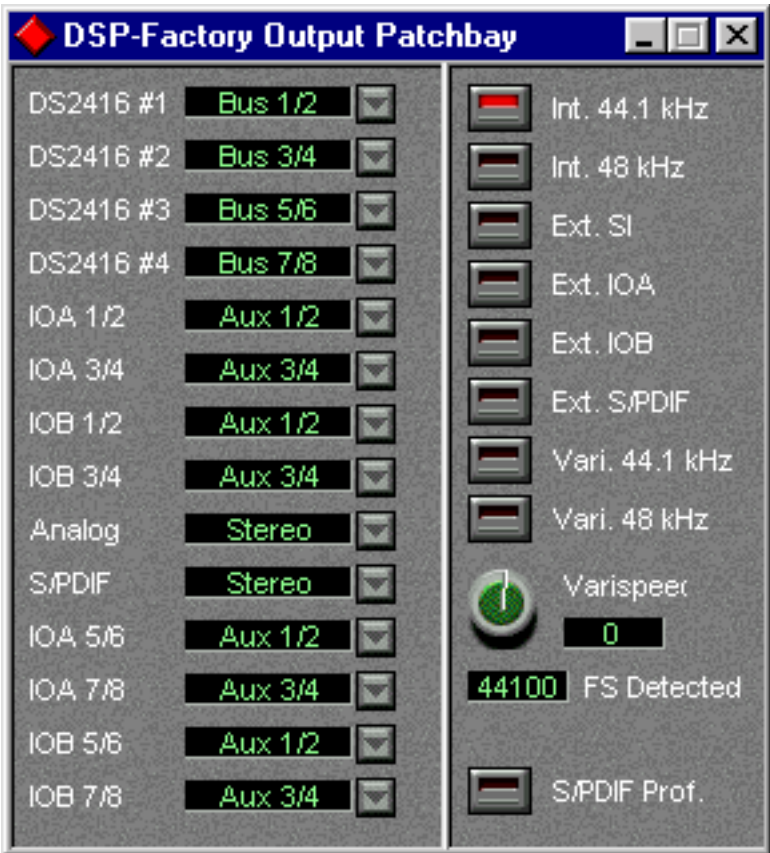 DSP-Factory Output Patchbay
DS2416 #1 Bus 1/2
DS2416 #2 Bus 3/4
DS2416 #3 Bus 5/6
DS2416 #4 Bus 7/8
IOA 1/2 Aux 1/2
IOA 3/4 Aux 3/4
IOB 1/2 Aux 1/2
IOB 3/4 Aux 3/4
Analog Stereo
S/PDIF Stereo
IOA 5/6 Aux 1/2
IOA 7/8 Aux 3/4
IOB 5/6 Aux 1/2
IOB 7/8 Aux 3/4
Int. 44.1 kHz
Int. 48 kHz
Ext. SI
Ext. IOA
Ext. IOB
Ext. S/PDIF
Vari. 44.1 kHz
Vari. 48 kHz
Varispeed
0
44100 FS Detected
S/PDIF Prof.